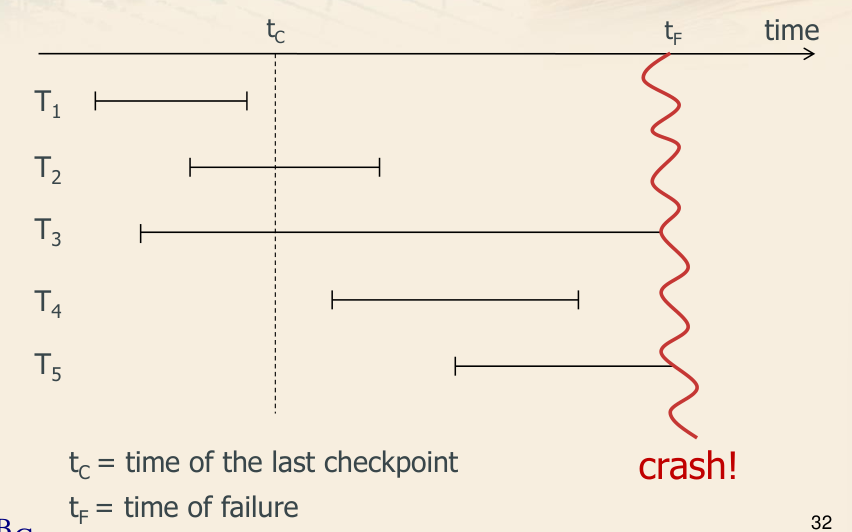 t_C t_F time
T_1
T_2
T_3
T_4
T_5
t_C = time of the last checkpoint
crash!
t_F = time of failure
32